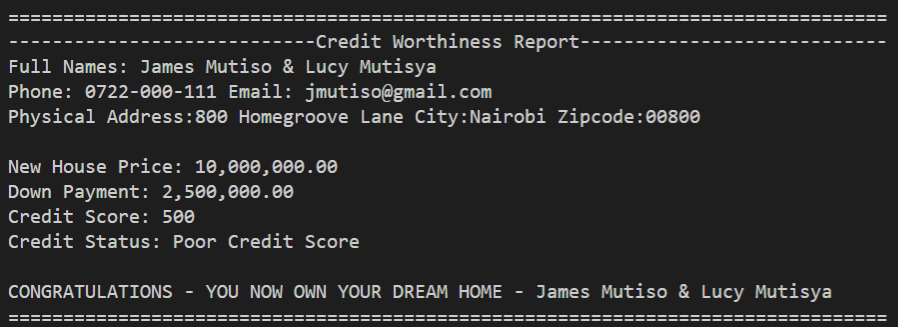 ================================================================================
----------------------------Credit Worthiness Report----------------------------
Full Names: James Mutiso & Lucy Mutisya
Phone: 0722-000-111 Email: jmutiso@gmail.com
Physical Address:800 Homegroove Lane City:Nairobi Zipcode:00800
New House Price: 10,000,000.00
Down Payment: 2,500,000.00
Credit Score: 500
Credit Status: Poor Credit Score
CONGRATULATIONS - YOU NOW OWN YOUR DREAM HOME - James Mutiso & Lucy Mutisya
================================================================================